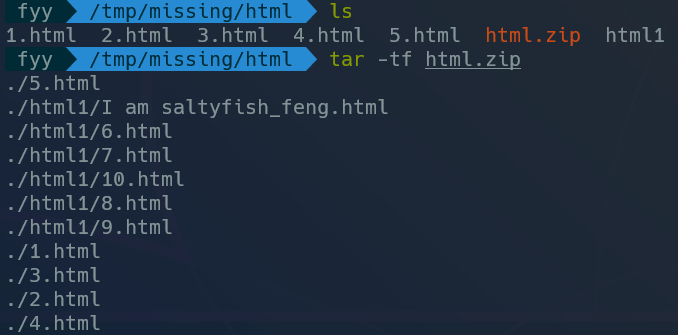 fyy /tmp/missing/html ls
1.html 2.html 3.html 4.html 5.html html.zip html1
fyy /tmp/missing/html tar -tf html.zip
./5.html
./html1/I am saltyfish_feng.html
./html1/6.html
./html1/7.html
./html1/10.html
./html1/8.html
./html1/9.html
./1.html
./3.html
./2.html
./4.html